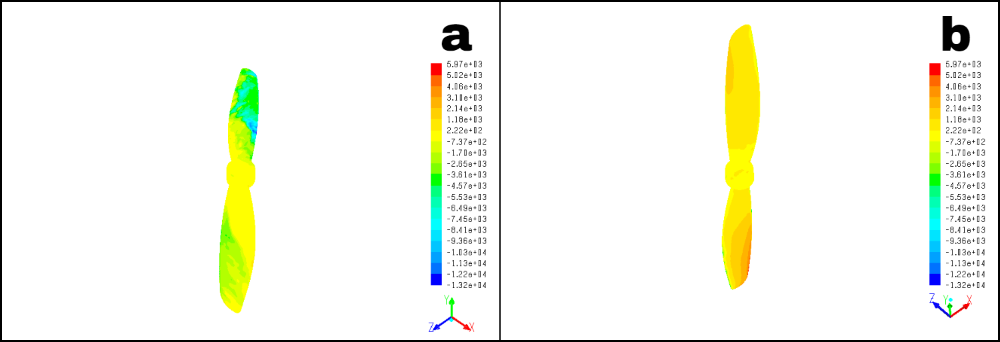 a
5.97e+03
5.02e+03
4.06e+03
3.10e+03
2.14e+03
1.18e+03
2.22e+02
-7.37e+02
-1.70e+03
-2.65e+03
-3.61e+03
-4.57e+03
-5.53e+03
-6.49e+03
-7.45e+03
-8.41e+03
-9.36e+03
-1.03e+04
-1.13e+04
-1.22e+04
-1.32e+04
Y
Z
X
b
5.97e+03
5.02e+03
4.06e+03
3.10e+03
2.14e+03
1.18e+03
2.22e+02
-7.37e+02
-1.70e+03
-2.65e+03
-3.61e+03
-4.57e+03
-5.53e+03
-6.49e+03
-7.45e+03
-8.41e+03
-9.36e+03
-1.03e+04
-1.13e+04
-1.22e+04
-1.32e+04
Z
Y
X